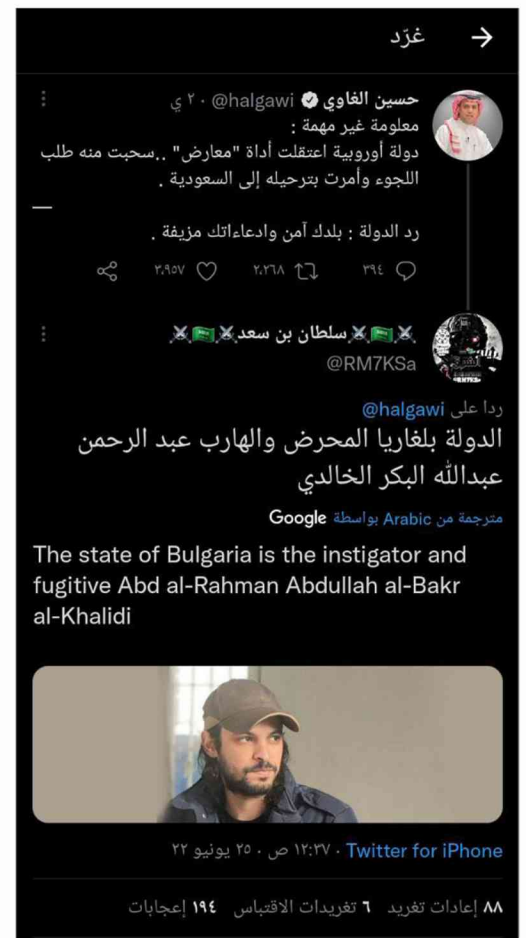 غرّد
حسين الغاوي @halgawi · ٢ ي
معلومة غير مهمة :
دولة أوروبية اعتقلت أداة "معارض" ..سحبت منه طلب
اللجوء وأمرت بترحيله إلى السعودية .
رد الدولة : بلدك آمن وادعاءاتك مزيفة .
٣٩٤ ٢.٢٦٨ ٣.٩٥٧
سلطان بن سعد
@RM7KSa
ردا على @halgawi
الدولة بلغاريا المحرض والهارب عبد الرحمن
عبدالله البكر الخالدي
مترجمة من Arabic بواسطة Google
The state of Bulgaria is the instigator and
fugitive Abd al-Rahman Abdullah al-Bakr
al-Khalidi
١٢:٣٧ ص · ٢٥ يونيو ٢٢ · Twitter for iPhone
٨٨ إعادات تغريد ٦ تغريدات الاقتباس ١٩٤ إعجابات